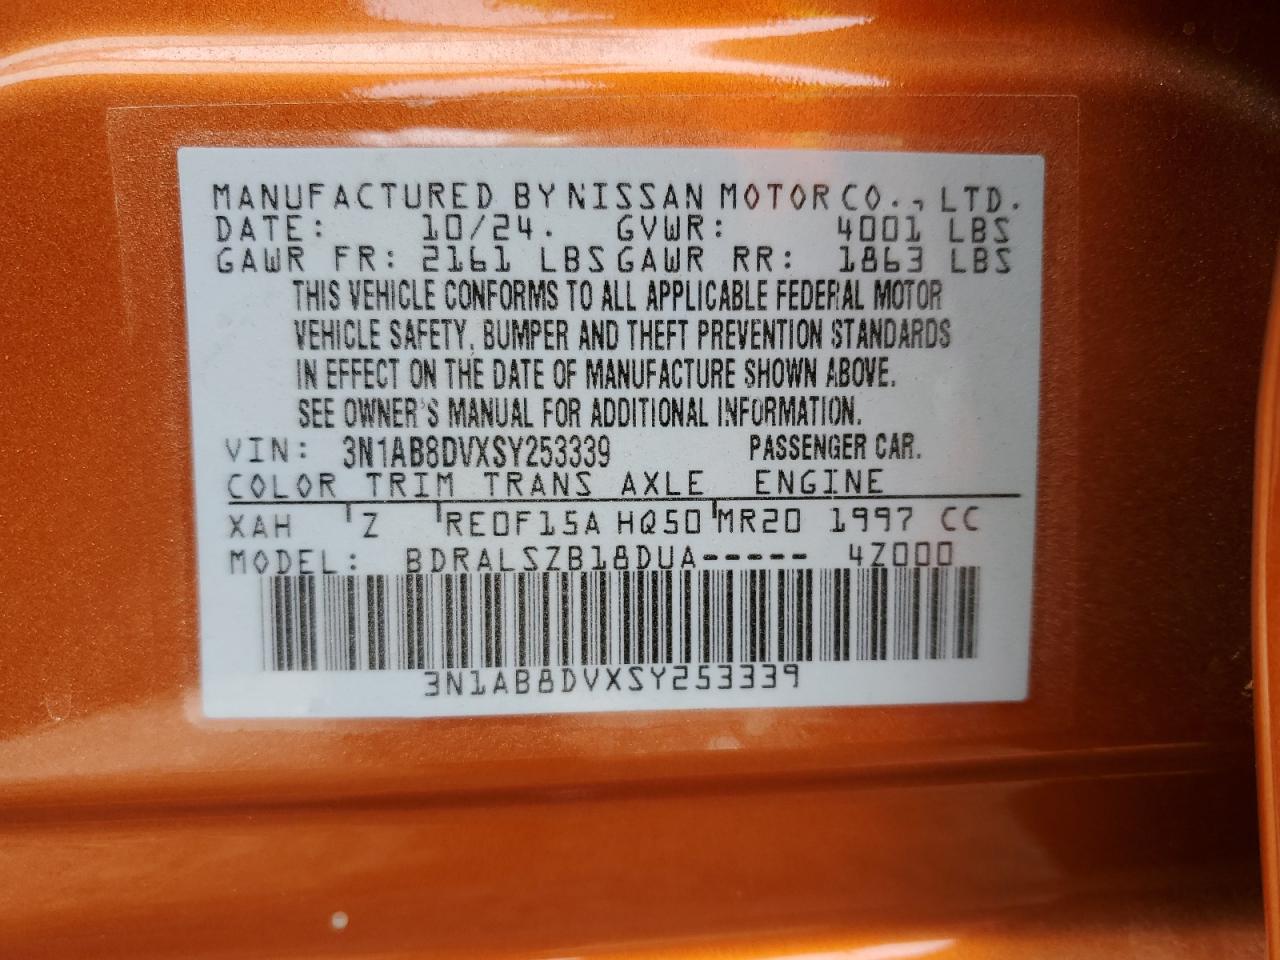 MANUFACTURED BY NISSAN MOTOR CO., LTD.
DATE: 10/24. GVWR: 4001 LBS
GAWR FR: 2161 LBS GAWR RR: 1863 LBS
THIS VEHICLE CONFORMS TO ALL APPLICABLE FEDERAL MOTOR
VEHICLE SAFETY, BUMPER AND THEFT PREVENTION STANDARDS
IN EFFECT ON THE DATE OF MANUFACTURE SHOWN ABOVE.
SEE OWNER'S MANUAL FOR ADDITIONAL INFORMATION.
VIN: 3N1AB8DVXSY253339 PASSENGER CAR.
COLOR TRIM TRANS AXLE ENGINE
XAH Z RE0F15A HQ50 MR20 1997 CC
MODEL: BDRALSZB18DUA----- 4Z000
3N1AB8DVXSY253339